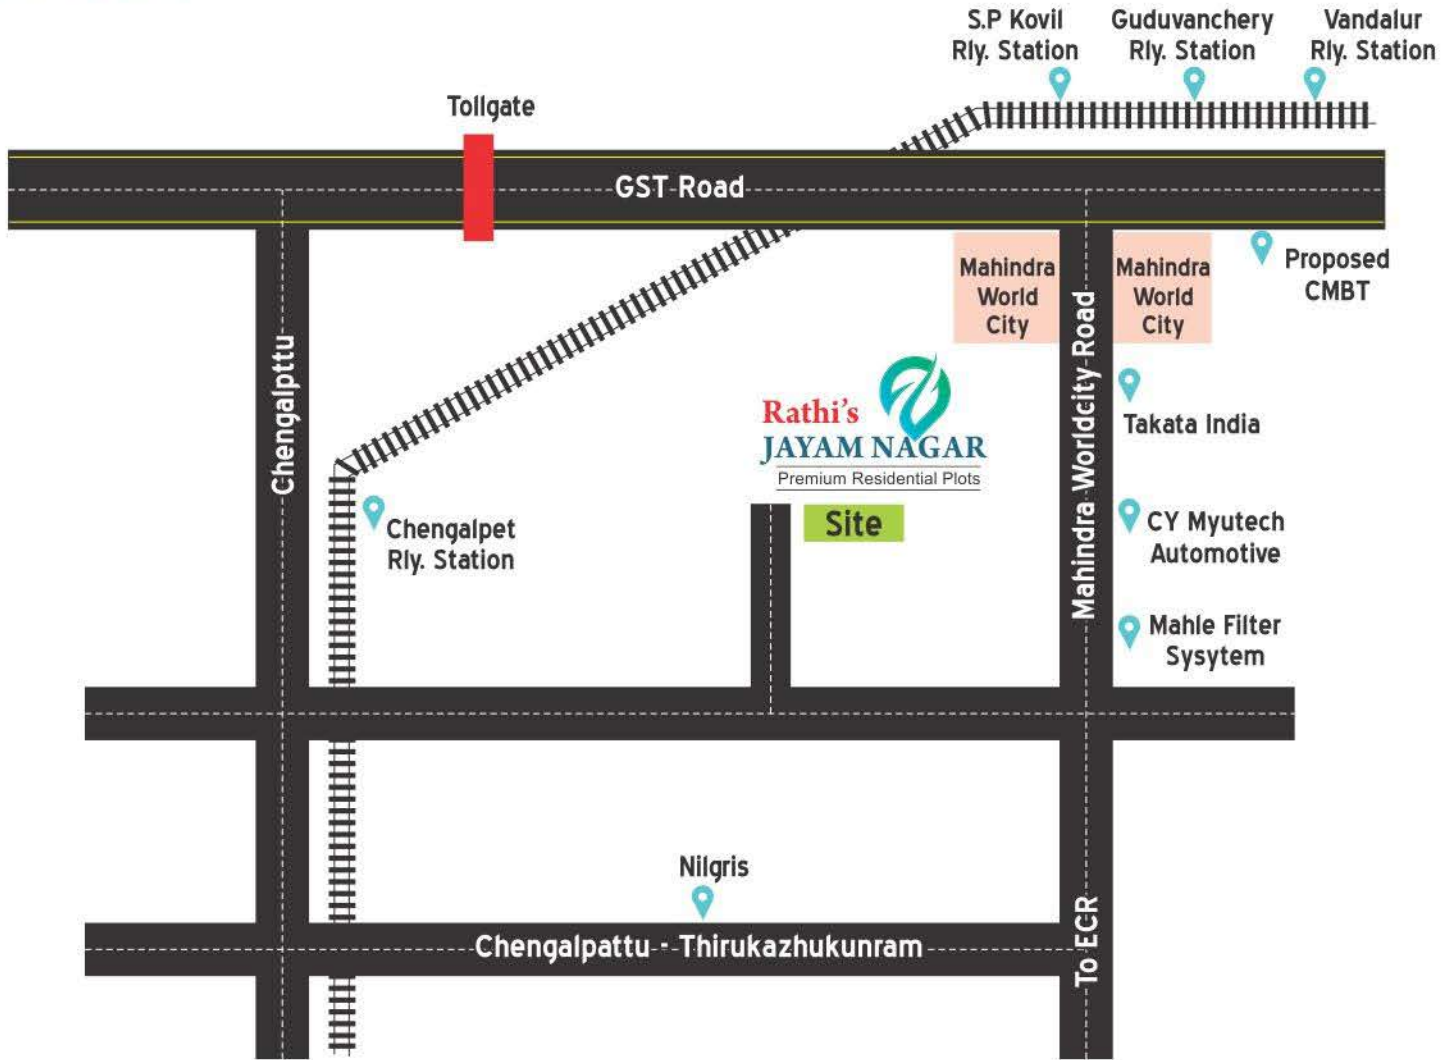 S.P Kovil
Rly. Station
Guduvanchery
Rly. Station
Vandalur
Rly. Station
Tollgate
GST Road
Mahindra
World
City
Mahindra
World
City
Proposed
CMBT
Chengalpttu
Mahindra Worldcity Road
Rathi's
JAYAM NAGAR
Premium Residential Plots
Site
Takata India
Chengalpet
Rly. Station
CY Myutech
Automotive
Mahle Filter
Sysytem
Nilgris
Chengalpattu - Thirukazhukunram
To ECR